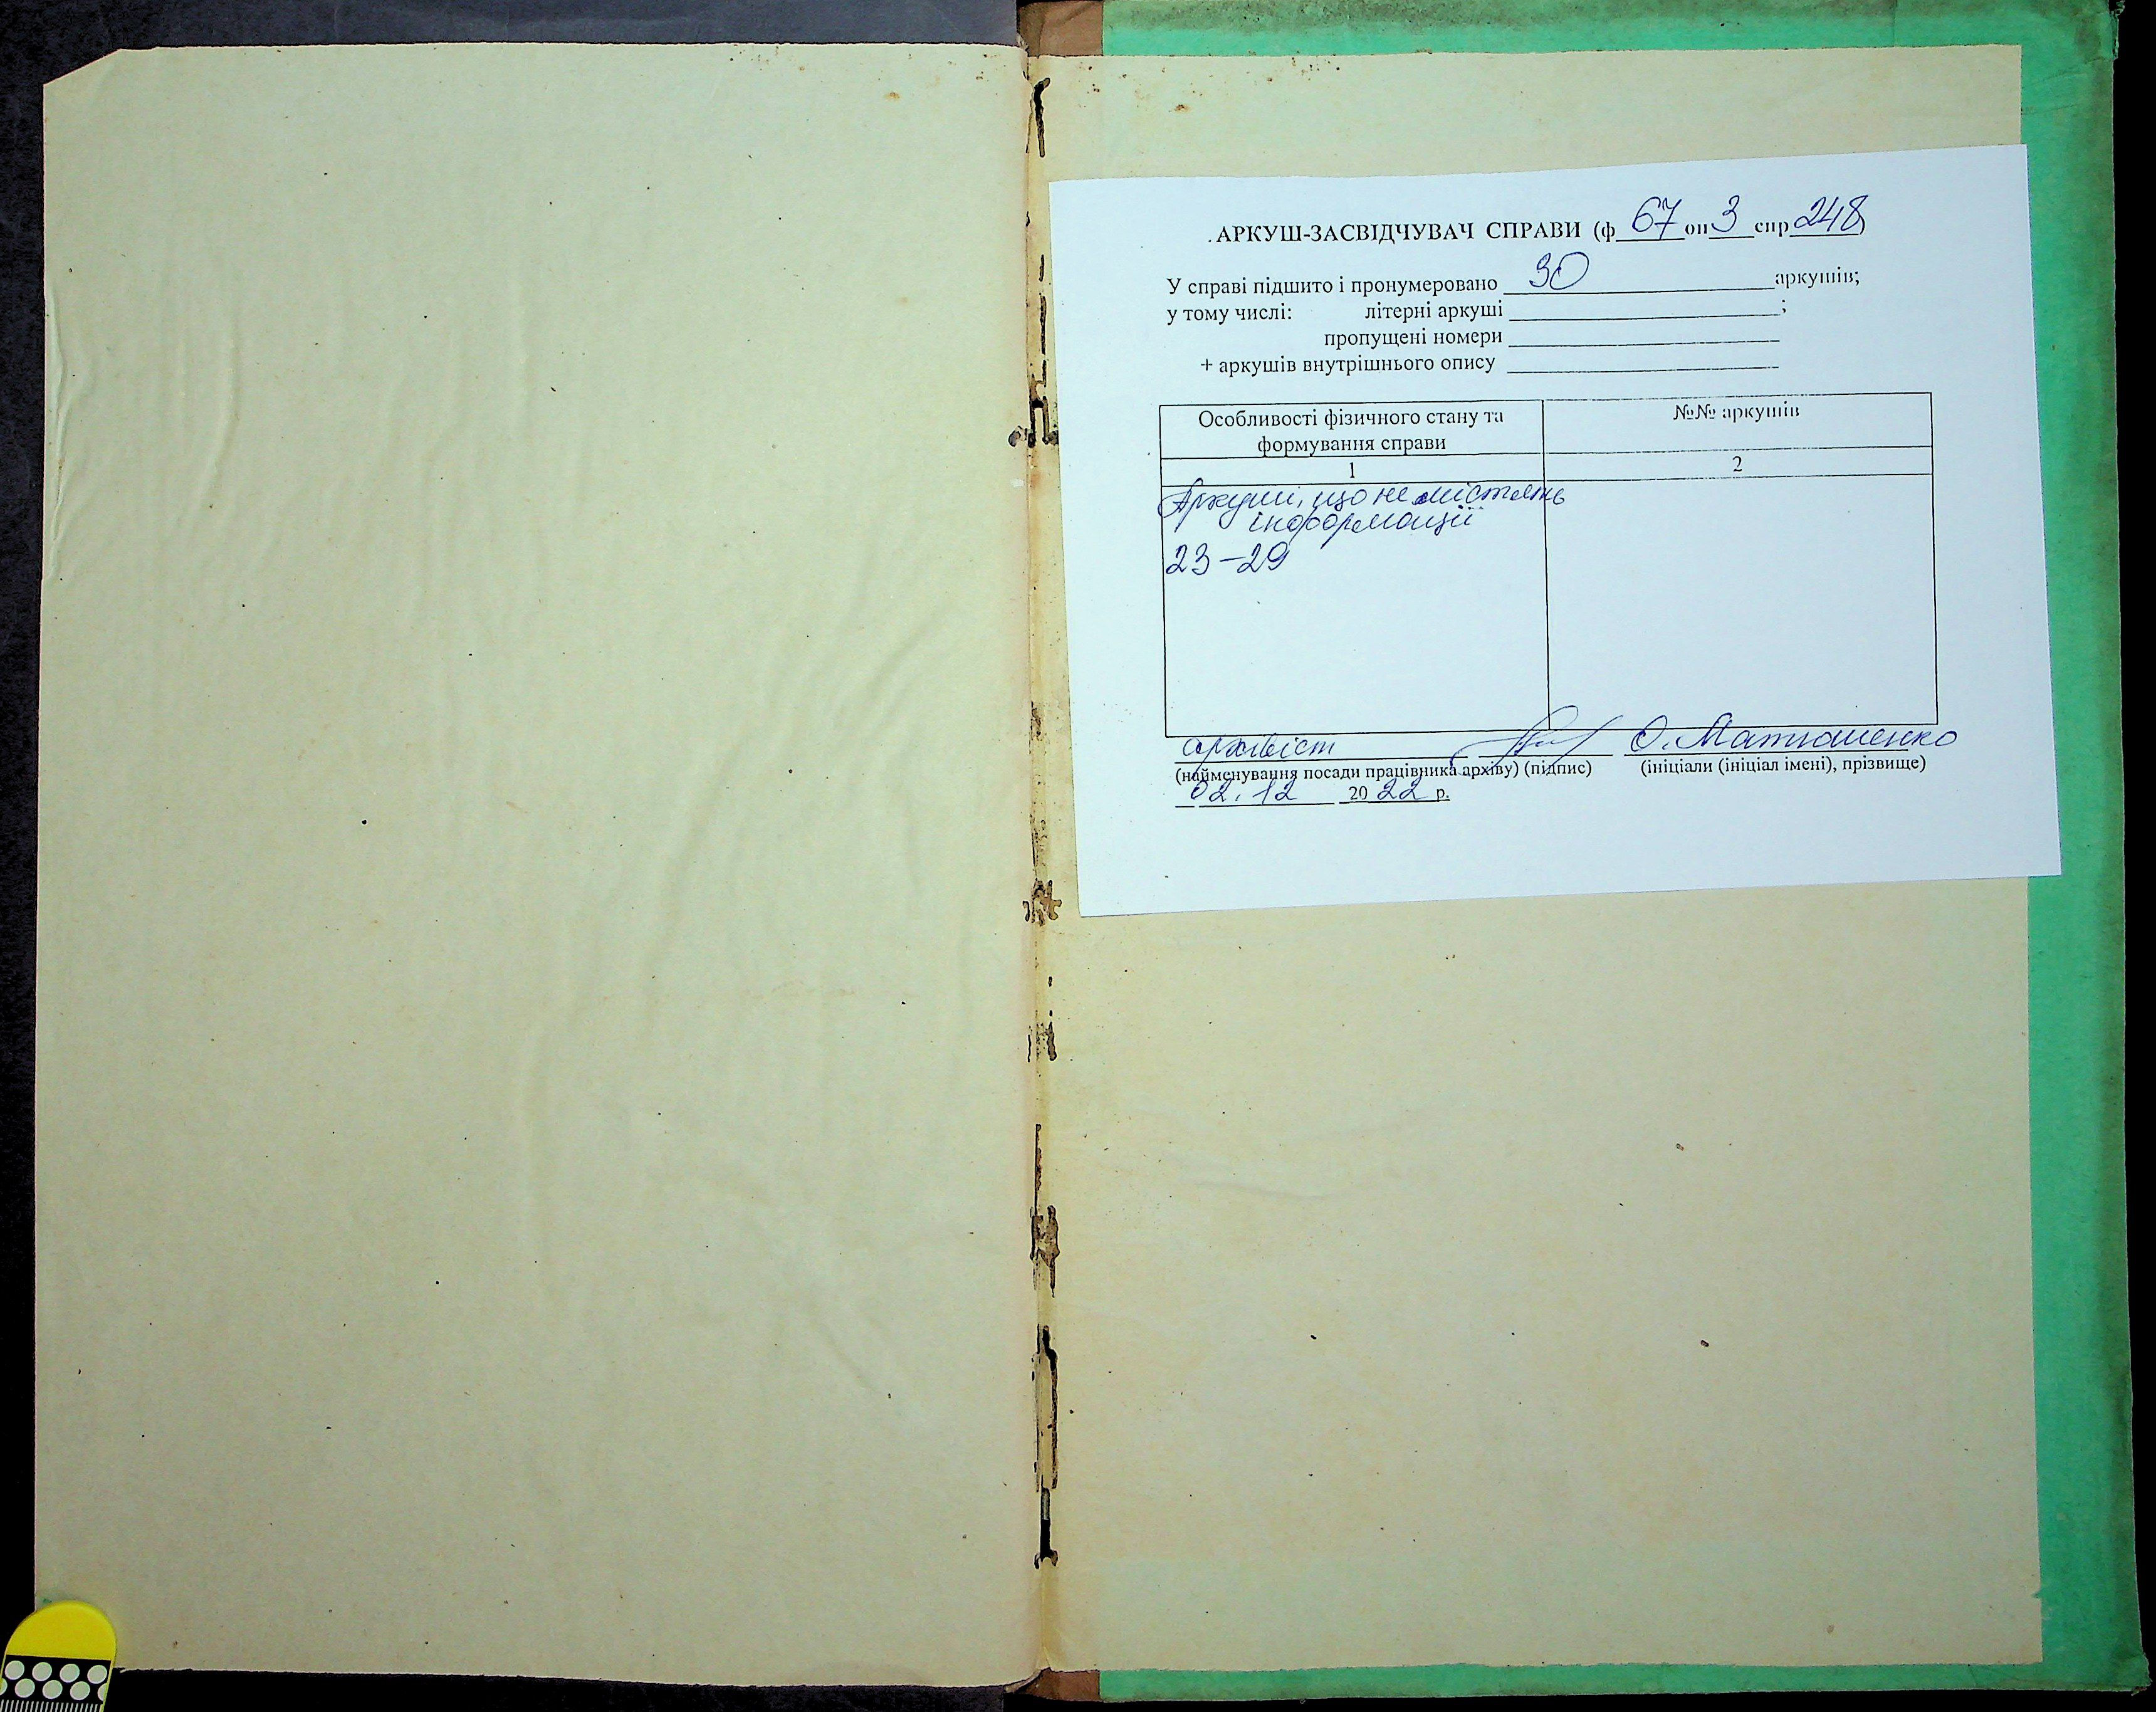 АРКУШ-ЗАСВІДЧУВАЧ СПРАВИ (ф 67 оп 3 спр 248)
У справі підшито і пронумеровано 30 аркушів;
у тому числі: літерні аркуші ;
пропущені номери
+ аркушів внутрішнього опису
Особливості фізичного стану та формування справи
№№ аркушів
1
2
Аркуші, що не містять
інформації
23-29
архівіст О. Матюшенко
(найменування посади працівника архіву) (підпис) (ініціали (ініціал імені), прізвище)
02.12 2022 р.